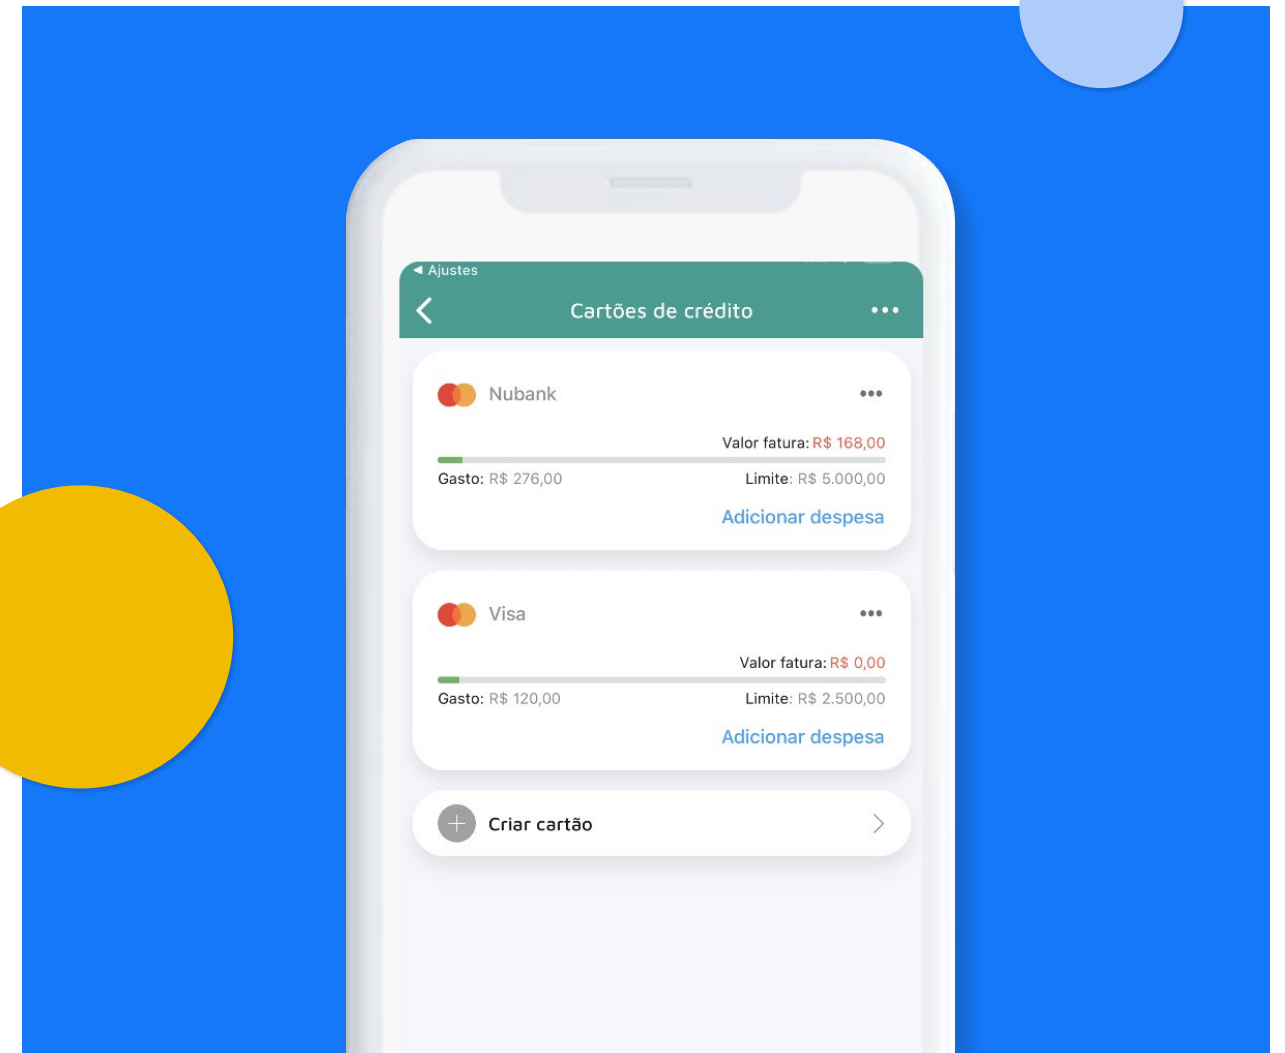 Ajustes
Cartões de crédito
Nubank
Valor fatura: R$ 168,00
Gasto: R$ 276,00 Limite: R$ 5.000,00
Adicionar despesa
Visa
Valor fatura: R$ 0,00
Gasto: R$ 120,00 Limite: R$ 2.500,00
Adicionar despesa
Criar cartão